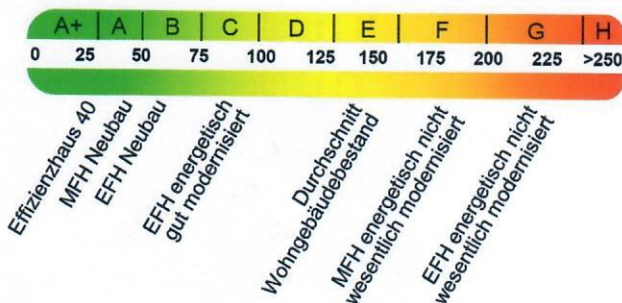 A+ A B C D E F G H
0 25 50 75 100 125 150 175 200 225 >250
Effizienzhaus 40
MFH Neubau
EFH Neubau
EFH energetisch
gut modernisiert
Durchschnitt
Wohngebäudebestand
MFH energetisch nicht
wesentlich modernisiert
EFH energetisch nicht
wesentlich modernisiert